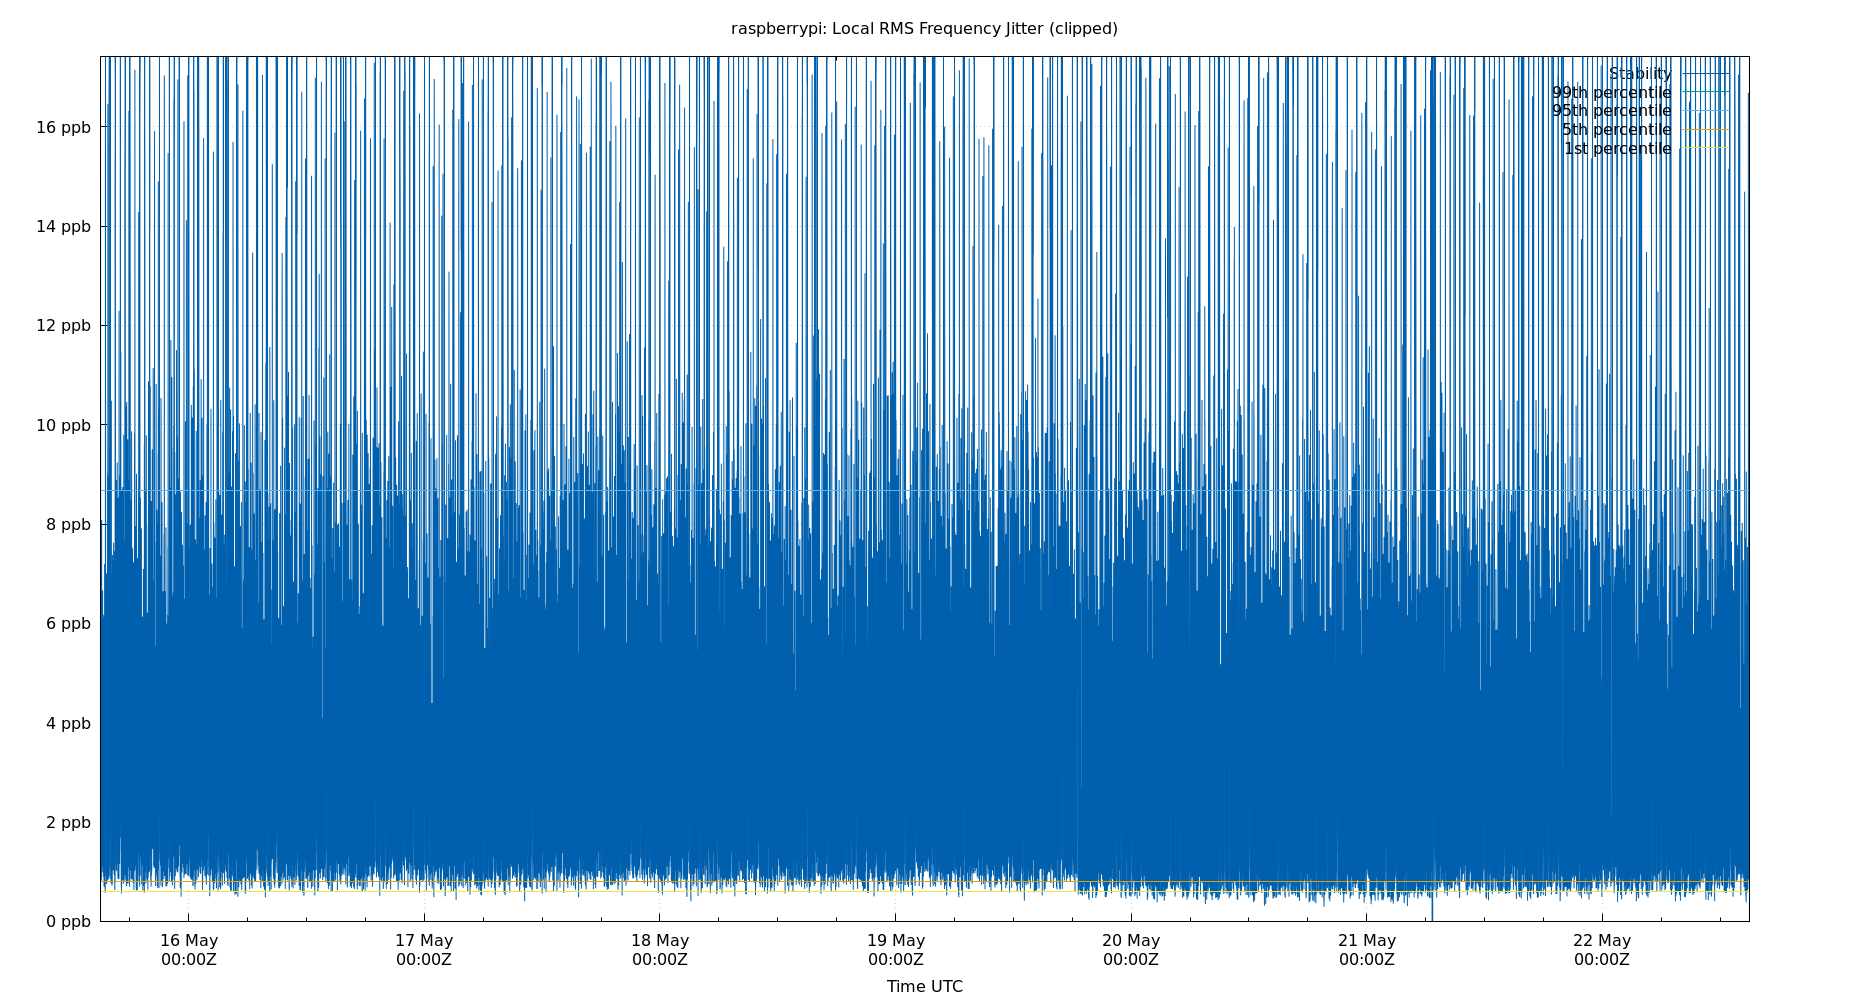 raspberrypi: Local RMS Frequency Jitter (clipped)
Stability
99th percentile
95th percentile
5th percentile
1st percentile
16 ppb
14 ppb
12 ppb
10 ppb
8 ppb
6 ppb
4 ppb
2 ppb
0 ppb
16 May 17 May 18 May 19 May 20 May 21 May 22 May
00:00Z 00:00Z 00:00Z 00:00Z 00:00Z 00:00Z 00:00Z
Time UTC